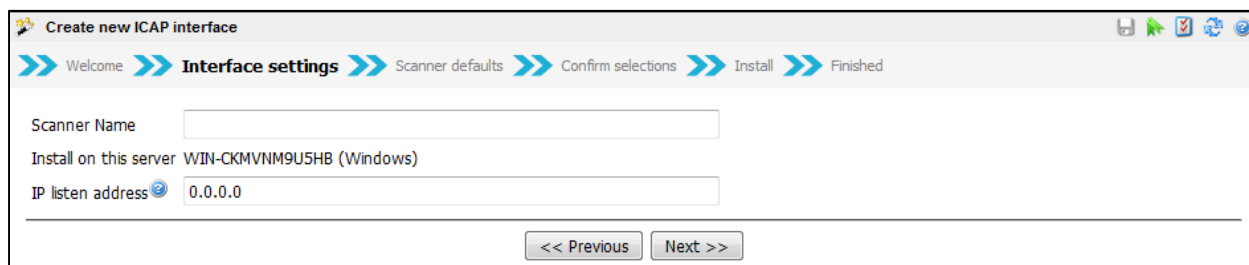 Create new ICAP interface
Welcome Interface settings Scanner defaults Confirm selections Install Finished
Scanner Name
Install on this server WIN-CKMVNM9U5HB (Windows)
IP listen address 0.0.0.0
<< Previous Next >>